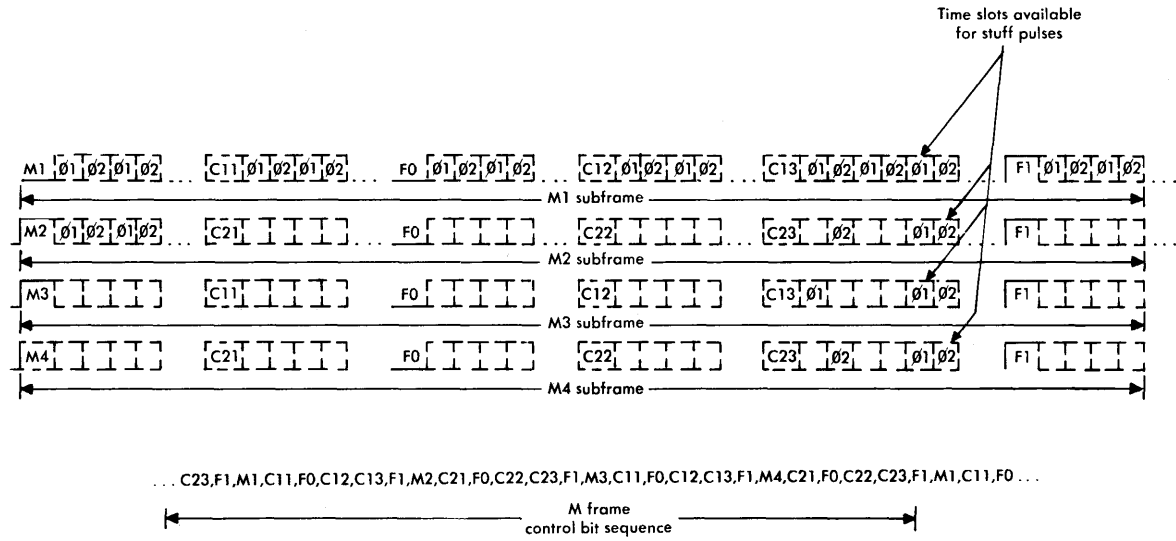 Time slots available
for stuff pulses
M1 Ø1 Ø2 Ø1 Ø2 ... C11 Ø1 Ø2 Ø1 Ø2 ... F0 Ø1 Ø2 Ø1 Ø2 ... C12 Ø1 Ø2 Ø1 Ø2 ... C13 Ø1 Ø2 Ø1 Ø2 Ø1 Ø2 ... F1 Ø1 Ø2 Ø1 Ø2 ...
M1 subframe
M2 Ø1 Ø2 Ø1 Ø2 ... C21 ... F0 ... C22 ... C23 Ø2 Ø1 Ø2 ... F1 ...
M2 subframe
M3 C11 F0 C12 C13 Ø1 Ø1 Ø2 F1
M3 subframe
M4 C21 F0 C22 C23 Ø2 Ø1 Ø2 F1
M4 subframe
... C23,F1,M1,C11,F0,C12,C13,F1,M2,C21,F0,C22,C23,F1,M3,C11,F0,C12,C13,F1,M4,C21,F0,C22,C23,F1,M1,C11,F0 ...
M frame
control bit sequence